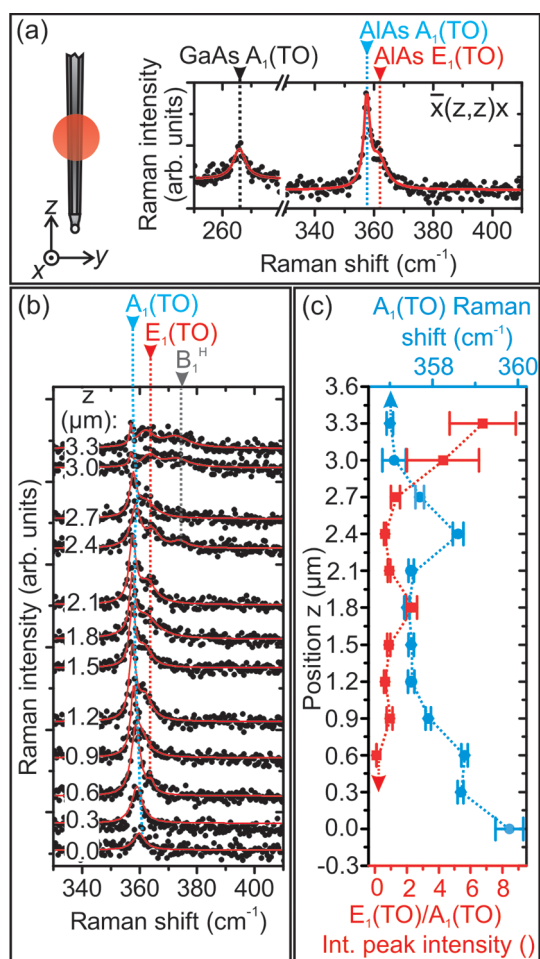 (a)
GaAs A₁(TO)
AlAs A₁(TO)
AlAs E₁(TO)
x̅(z,z)x
Raman intensity
(arb. units)
z
x
y
260
340
360
380
400
Raman shift (cm⁻¹)
(b)
A₁(TO)
E₁(TO)
B₁ᴴ
z
(µm):
3.3
3.0
2.7
2.4
2.1
1.8
1.5
1.2
0.9
0.6
0.3
0.0
Raman intensity (arb. units)
340
360
380
400
Raman shift (cm⁻¹)
(c)
A₁(TO) Raman
shift (cm⁻¹)
358
360
3.6
3.3
3.0
2.7
2.4
2.1
1.8
1.5
1.2
0.9
0.6
0.3
0.0
-0.3
Position z (µm)
0
2
4
6
8
E₁(TO)/A₁(TO)
Int. peak intensity ()